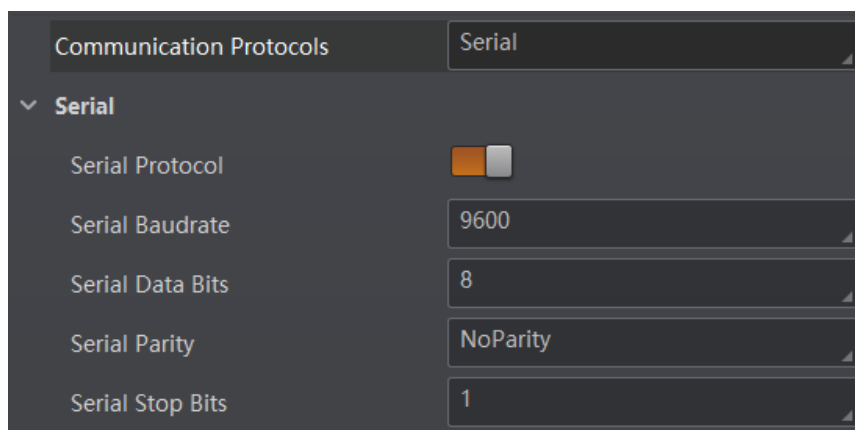 Communication Protocols Serial
Serial
Serial Protocol
Serial Baudrate 9600
Serial Data Bits 8
Serial Parity NoParity
Serial Stop Bits 1